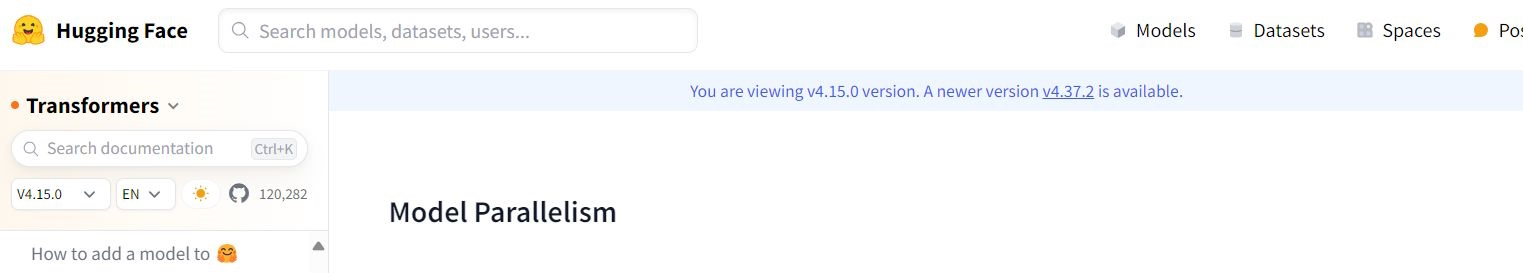 Hugging Face
Search models, datasets, users...
Models
Datasets
Spaces
Transformers
You are viewing v4.15.0 version. A newer version v4.37.2 is available.
Search documentation
Ctrl+K
V4.15.0
EN
120,282
Model Parallelism
How to add a model to 🤗